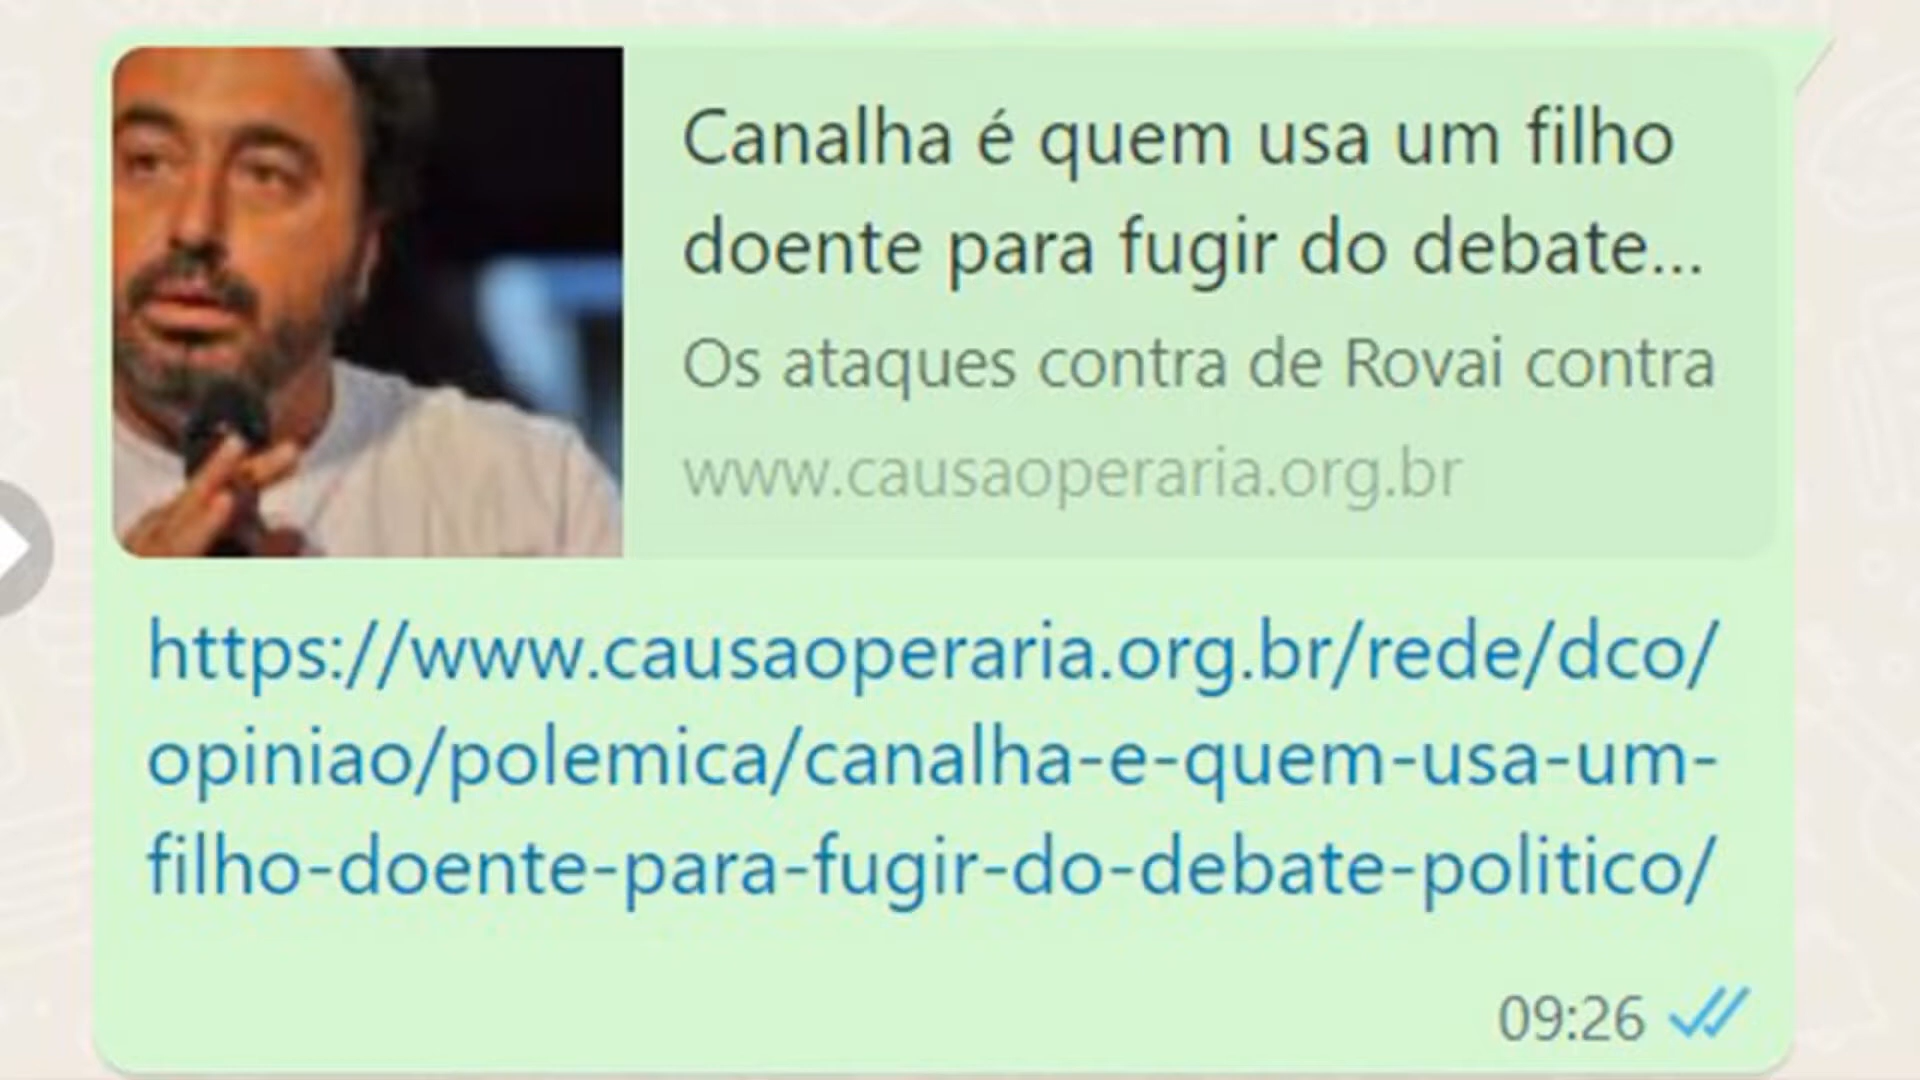 Canalha é quem usa um filho
doente para fugir do debate...
Os ataques contra de Rovai contra
www.causaoperaria.org.br
https://www.causaoperaria.org.br/rede/dco/
opiniao/polemica/canalha-e-quem-usa-um-
filho-doente-para-fugir-do-debate-politico/
09:26